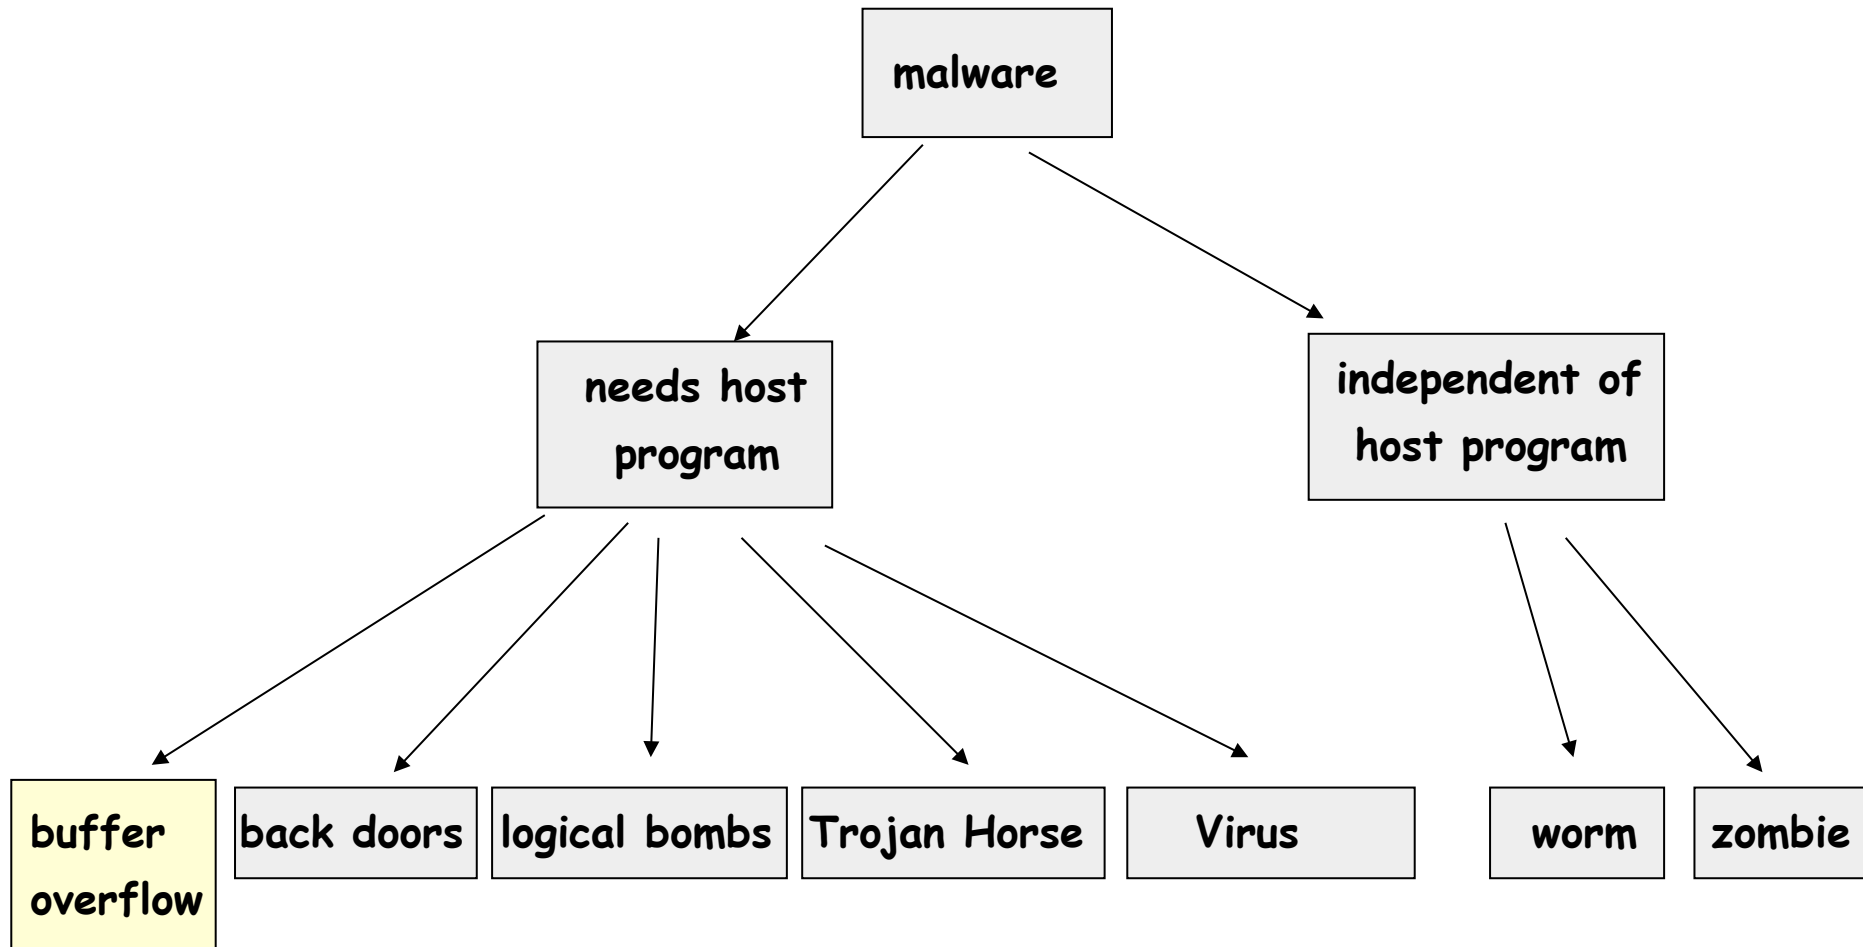 malware
needs host
program
independent of
host program
buffer
overflow
back doors
logical bombs
Trojan Horse
Virus
worm
zombie